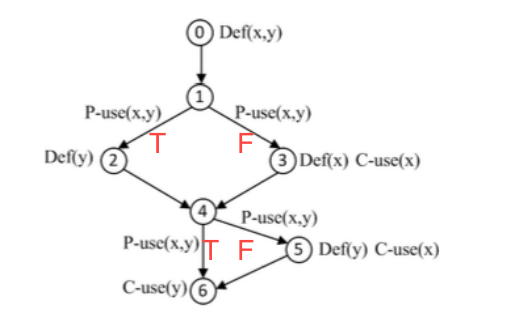 0 Def(x,y)
1
P-use(x,y) P-use(x,y)
T F
Def(y) 2 3 Def(x) C-use(x)
4 P-use(x,y)
P-use(x,y) T F 5 Def(y) C-use(x)
C-use(y) 6